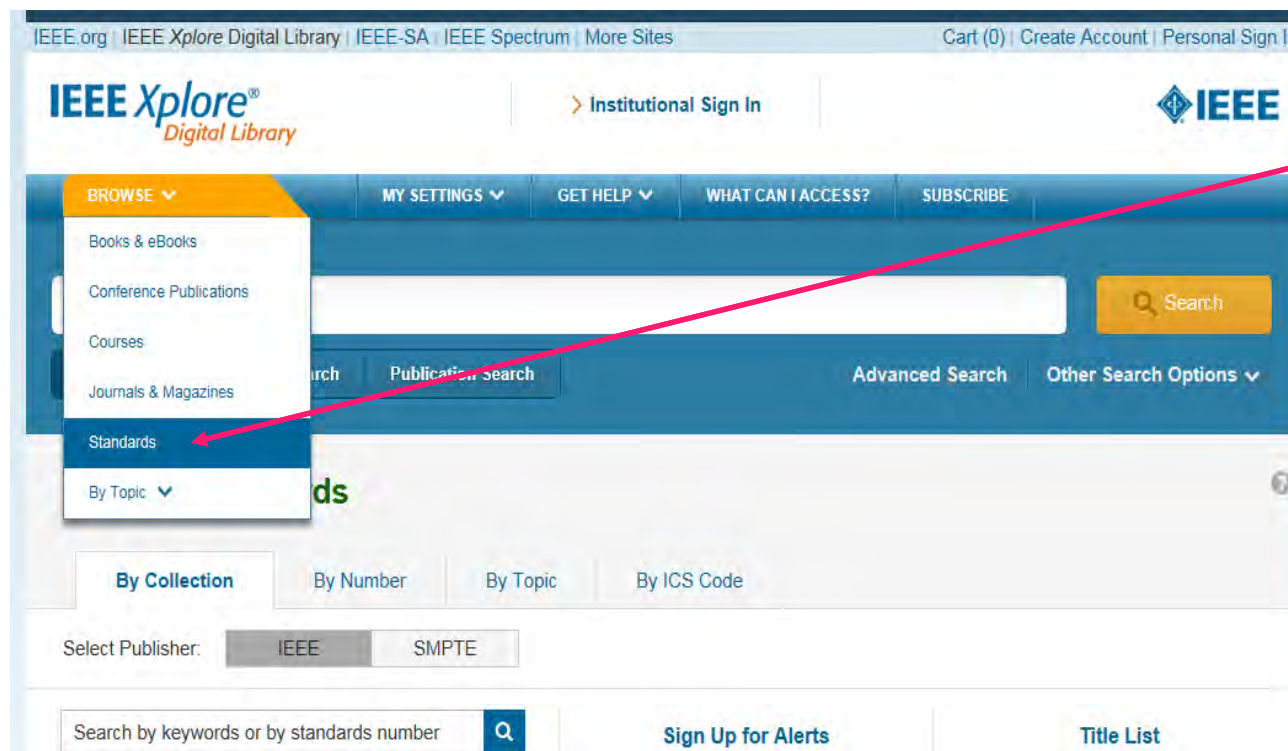 IEEE.org | IEEE Xplore Digital Library | IEEE-SA | IEEE Spectrum | More Sites Cart (0) | Create Account | Personal Sign I
IEEE Xplore®
Digital Library
> Institutional Sign In
IEEE
BROWSE MY SETTINGS GET HELP WHAT CAN I ACCESS? SUBSCRIBE
Books & eBooks
Conference Publications
Search
Courses
rch Publication Search Advanced Search Other Search Options
Journals & Magazines
Standards
By Topic
ds
By Collection By Number By Topic By ICS Code
Select Publisher: IEEE SMPTE
Search by keywords or by standards number Sign Up for Alerts Title List